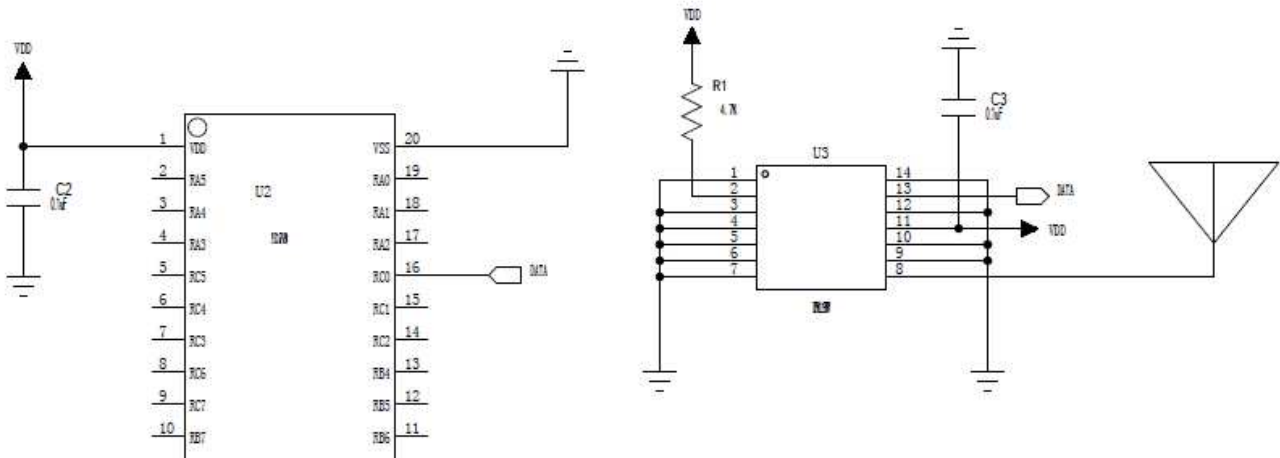 VDD
C2
0.1uF
1 VDD VSS 20
2 RA5 RA0 19
3 RA4 RA1 18
4 RA3 RA2 17
5 RC5 RC0 16
6 RC4 RC1 15
7 RC3 RC2 14
8 RC6 RB4 13
9 RC7 RB5 12
10 RB7 RB6 11
U2
DATA
VDD
R1
4.7K
C3
0.1uF
U3
1 14
2 13
3 12
4 11
5 10
6 9
7 8
DATA
VDD